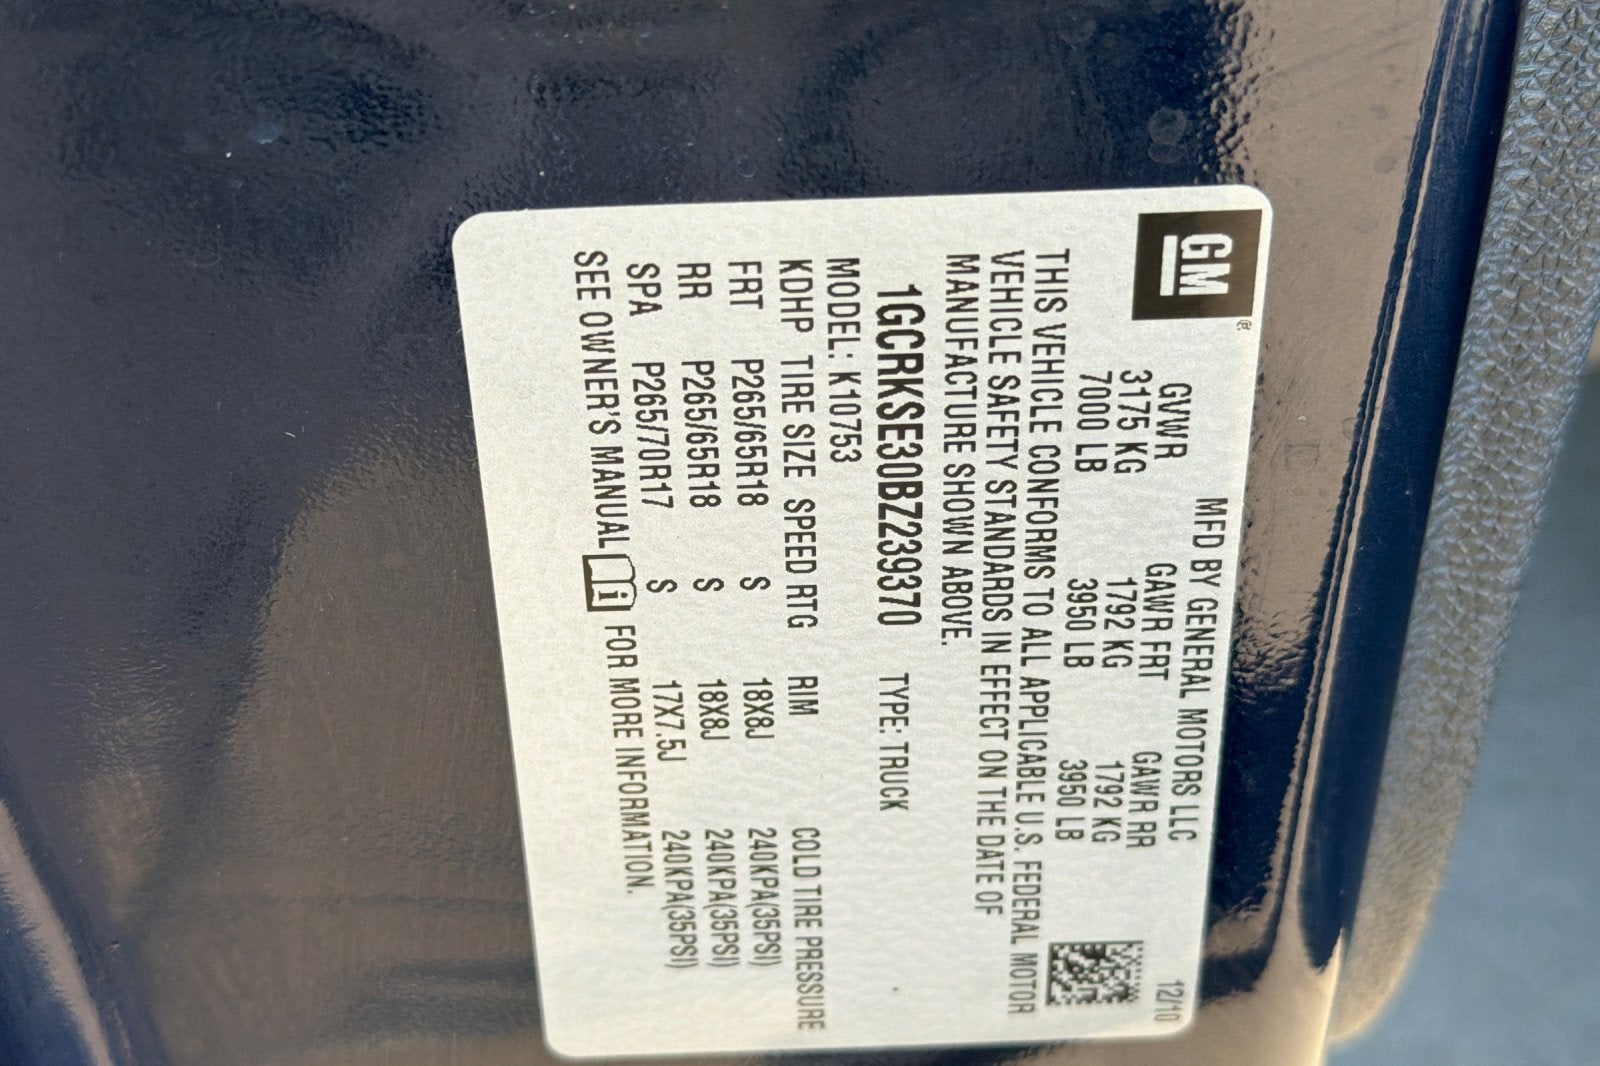 GM®
MFD BY GENERAL MOTORS LLC 12/10
GVWR GAWR FRT GAWR RR
3175 KG 1792 KG 1792 KG
7000 LB 3950 LB 3950 LB
THIS VEHICLE CONFORMS TO ALL APPLICABLE U.S. FEDERAL MOTOR
VEHICLE SAFETY STANDARDS IN EFFECT ON THE DATE OF
MANUFACTURE SHOWN ABOVE.
1GCRKSE30BZ239370 TYPE: TRUCK
MODEL: K10753
KDHP TIRE SIZE SPEED RTG RIM COLD TIRE PRESSURE
FRT P265/65R18 S 18X8J 240KPA(35PSI)
RR P265/65R18 S 18X8J 240KPA(35PSI)
SPA P265/70R17 S 17X7.5J 240KPA(35PSI)
SEE OWNER'S MANUAL i FOR MORE INFORMATION.